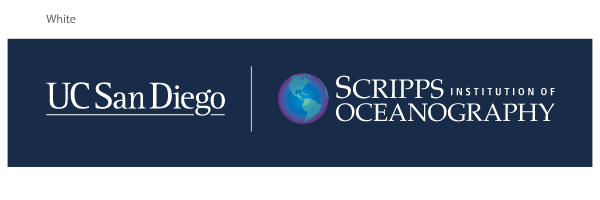 White
UC San Diego
SCRIPPS INSTITUTION OF
OCEANOGRAPHY